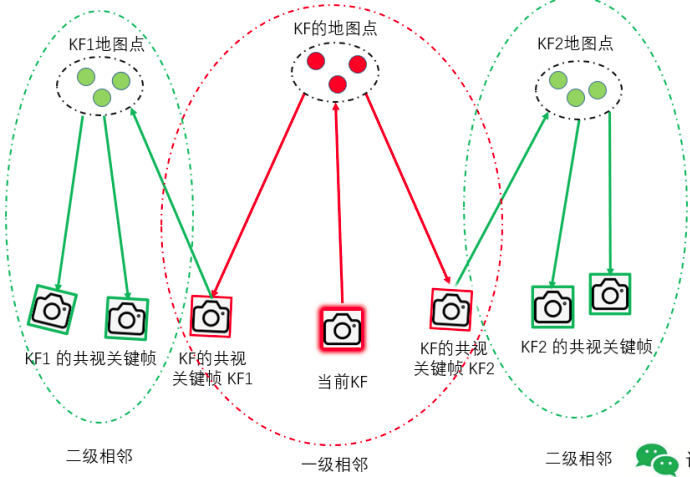 KF1地图点
KF的地图点
KF2地图点
KF1 的共视关键帧
KF的共视
关键帧 KF1
当前KF
KF的共视
关键帧 KF2
KF2 的共视关键帧
二级相邻
一级相邻
二级相邻